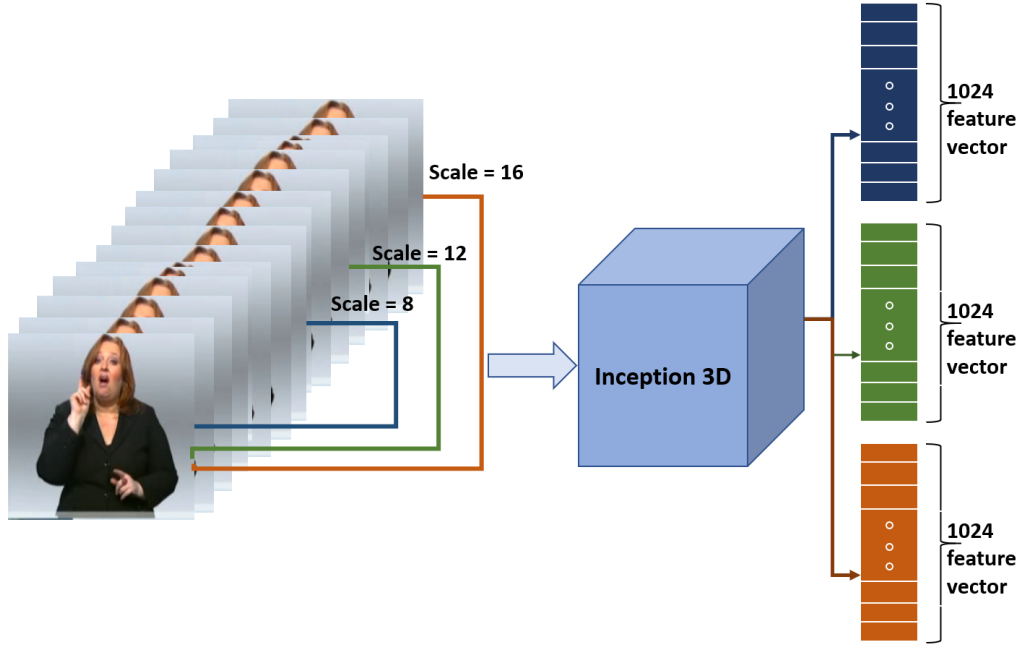 Scale = 16
Scale = 12
Scale = 8
Inception 3D
1024
feature
vector
1024
feature
vector
1024
feature
vector